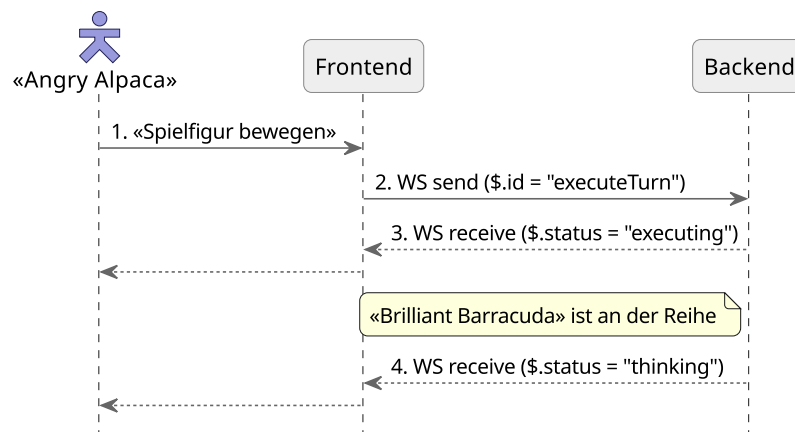 «Angry Alpaca»
Frontend
Backend
1. «Spielfigur bewegen»
2. WS send ($.id = "executeTurn")
3. WS receive ($.status = "executing")
«Brilliant Barracuda» ist an der Reihe
4. WS receive ($.status = "thinking")